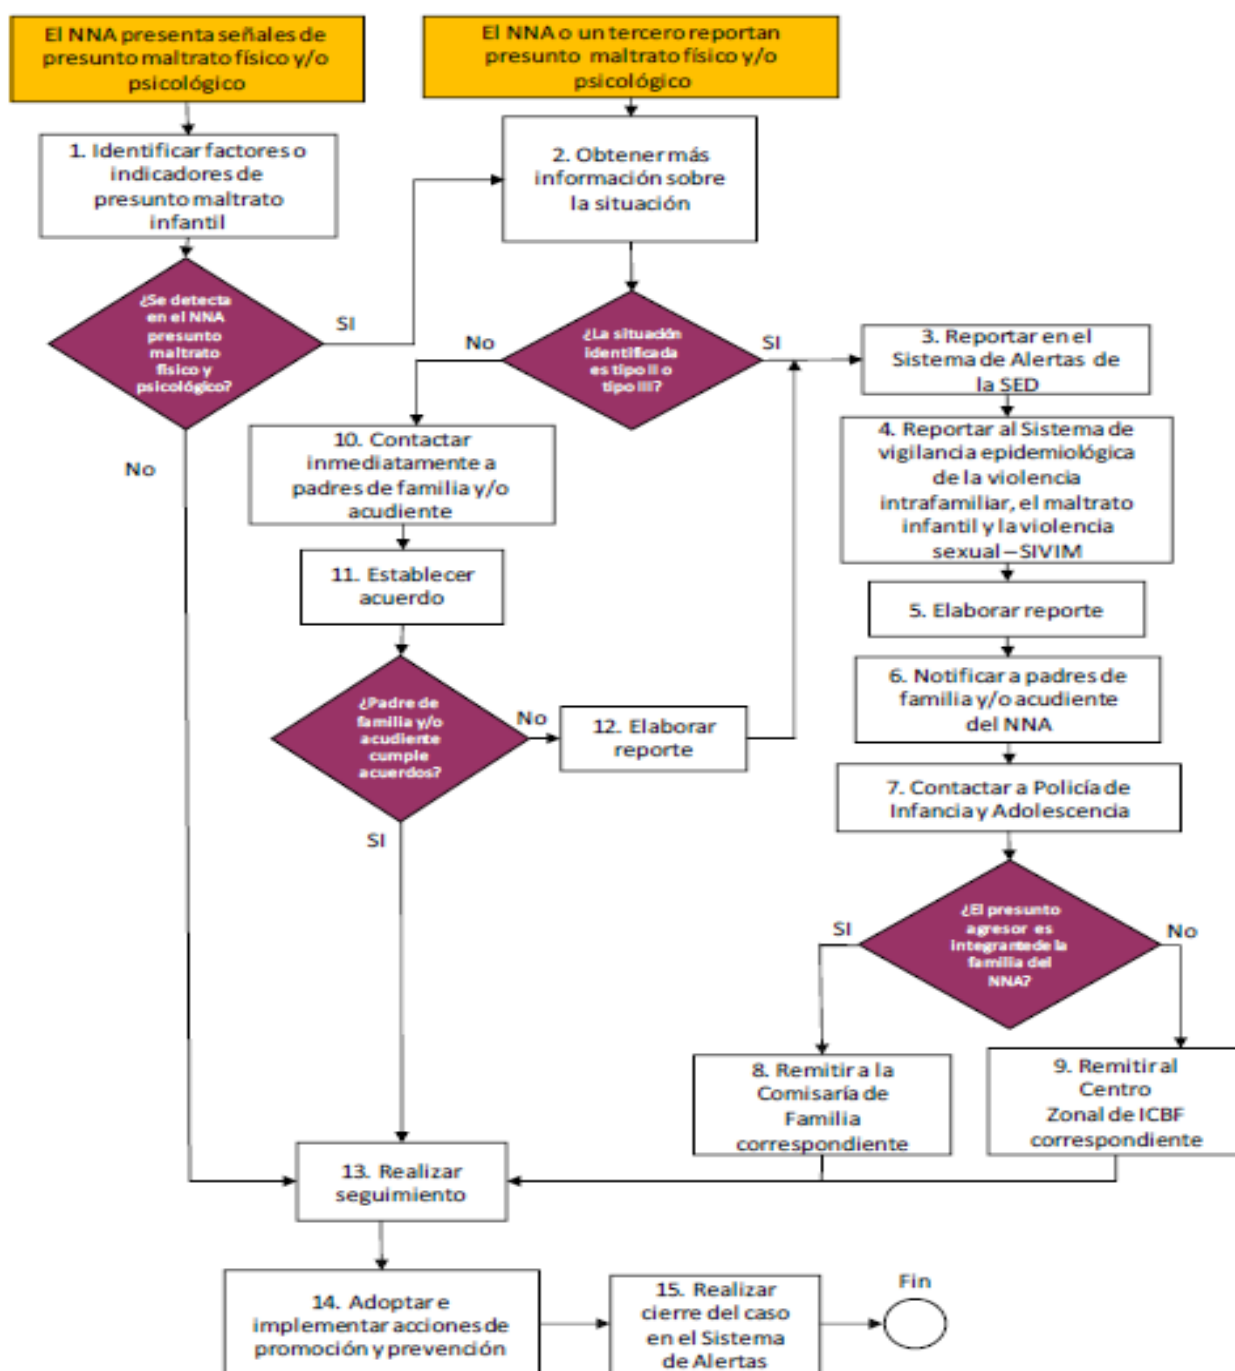 El NNA presenta señales de
presunto maltrato físico y/o
psicológico
El NNA o un tercero reportan
presunto maltrato físico y/o
psicológico
1. Identificar factores o
indicadores de
presunto maltrato
infantil
2. Obtener más
información sobre
la situación
¿Se detecta
en el NNA
presunto
maltrato
físico y
psicológico?
SI
No
¿La situación
identificada
es tipo II o
tipo III?
No
SI
3. Reportar en el
Sistema de Alertas de
la SED
4. Reportar al Sistema de
vigilancia epidemiológica
de la violencia
intrafamiliar, el maltrato
infantil y la violencia
sexual – SIVIM
5. Elaborar reporte
6. Notificar a padres de
familia y/o acudiente
del NNA
7. Contactar a Policía de
Infancia y Adolescencia
¿El presunto
agresor es
integrante de la
familia del
NNA?
SI
No
8. Remitir a la
Comisaría de
Familia
correspondiente
9. Remitir al
Centro
Zonal de ICBF
correspondiente
10. Contactar
inmediatamente a
padres de familia y/o
acudiente
11. Establecer
acuerdo
¿Padre de
familia y/o
acudiente
cumple
acuerdos?
No
SI
12. Elaborar
reporte
13. Realizar
seguimiento
14. Adoptar e
implementar acciones de
promoción y prevención
15. Realizar
cierre del caso
en el Sistema
de Alertas
Fin